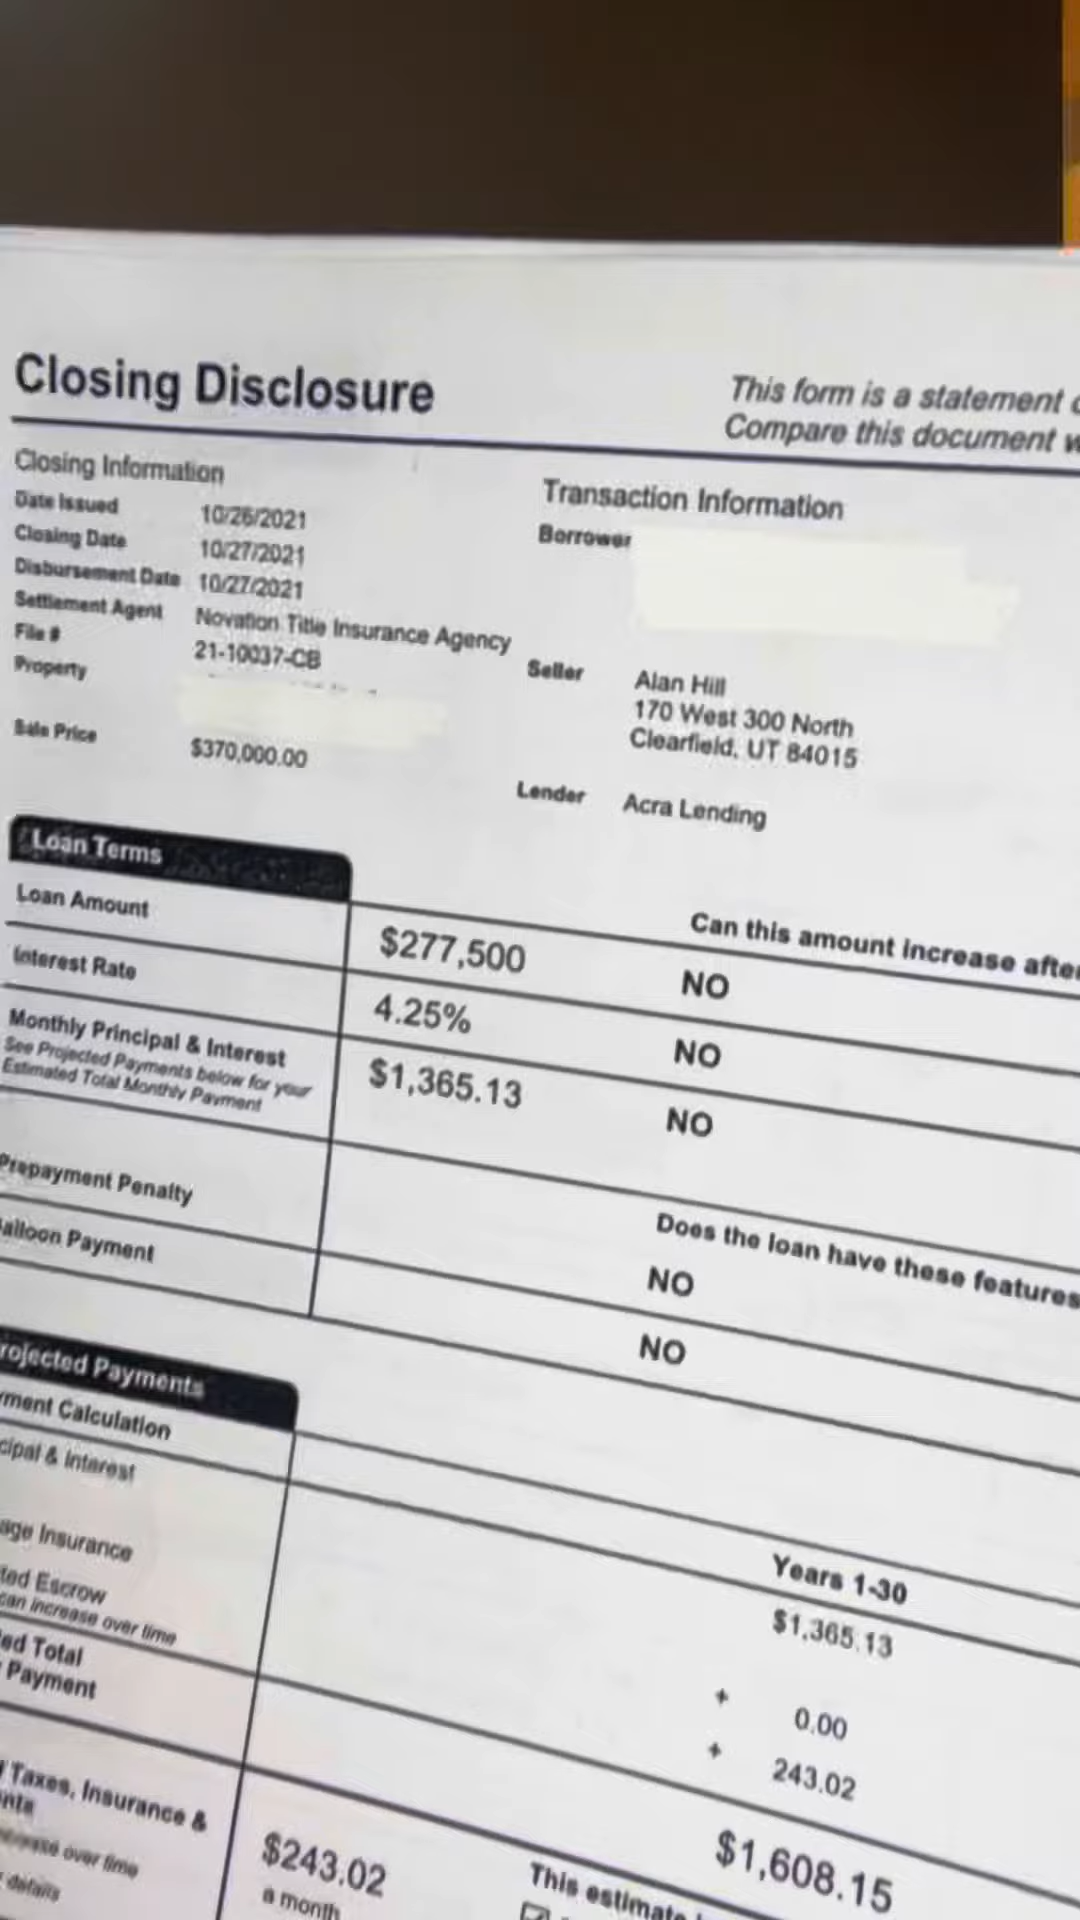 Closing Disclosure
This form is a statement
Compare this document
Closing Information
Date Issued 10/26/2021
Closing Date 10/27/2021
Disbursement Date 10/27/2021
Settlement Agent Novation Title Insurance Agency
File # 21-10037-CB
Property
Sale Price $370,000.00
Transaction Information
Borrower
Seller Alan Hill
170 West 300 North
Clearfield, UT 84015
Lender Acra Lending
Loan Terms
Can this amount increase after
Loan Amount $277,500 NO
Interest Rate 4.25% NO
Monthly Principal & Interest $1,365.13 NO
See Projected Payments below for your
Estimated Total Monthly Payment
Does the loan have these features
Prepayment Penalty NO
alloon Payment NO
rojected Payments
ment Calculation Years 1-30
cipal & Interest $1,365.13
age Insurance + 0.00
ted Escrow + 243.02
can increase over time
ed Total
Payment $1,608.15
Taxes, Insurance &
nts
over time
details
$243.02
a month
This estimate